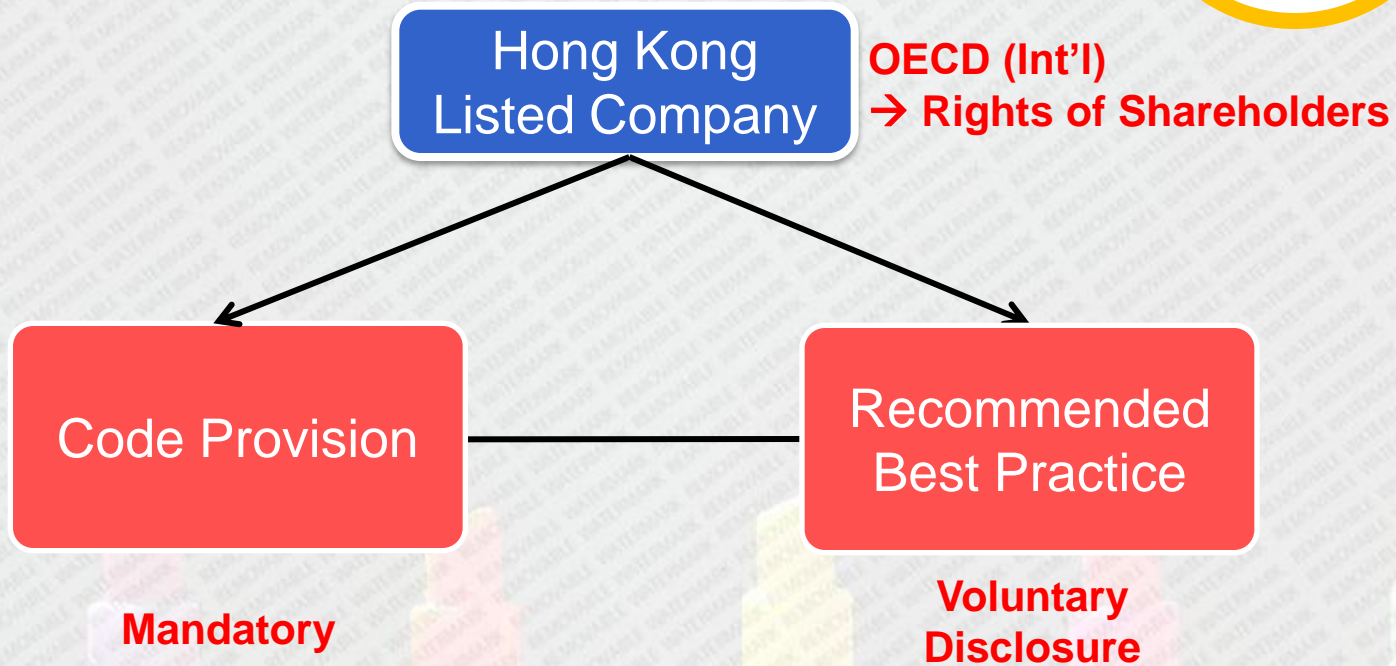 Hong Kong
Listed Company
OECD (Int'l)
→ Rights of Shareholders
Code Provision
Recommended
Best Practice
Mandatory
Voluntary
Disclosure